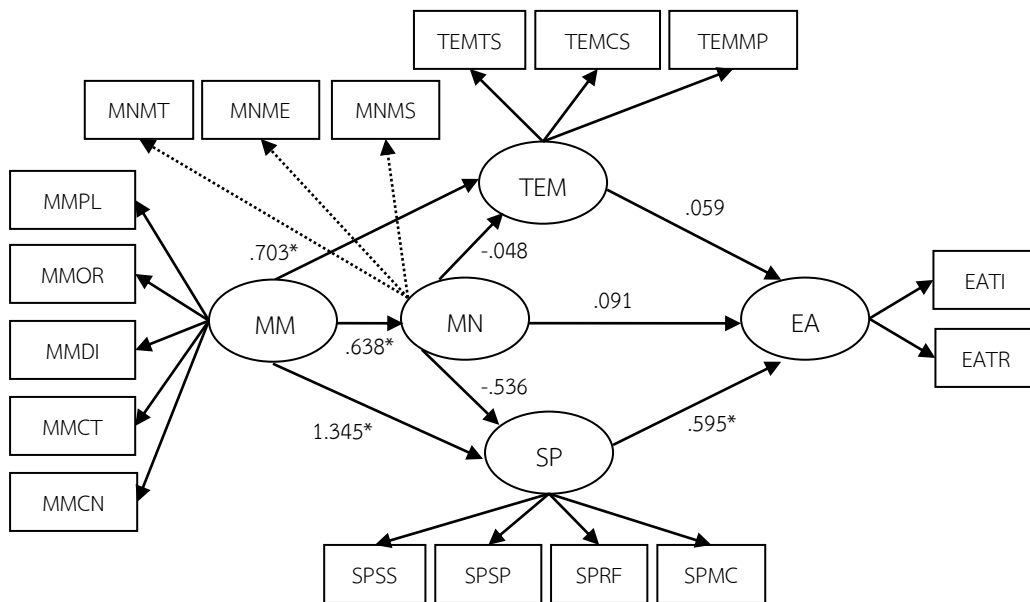 TEMTS
TEMCS
TEMMP
MNMT
MNME
MNMS
TEM
MMPL
MMOR
MMDI
MMCT
MMCN
.703*
-.048
.059
MM
MN
.091
EA
.638*
-.536
1.345*
.595*
SP
EATI
EATR
SPSS
SPSP
SPRF
SPMC